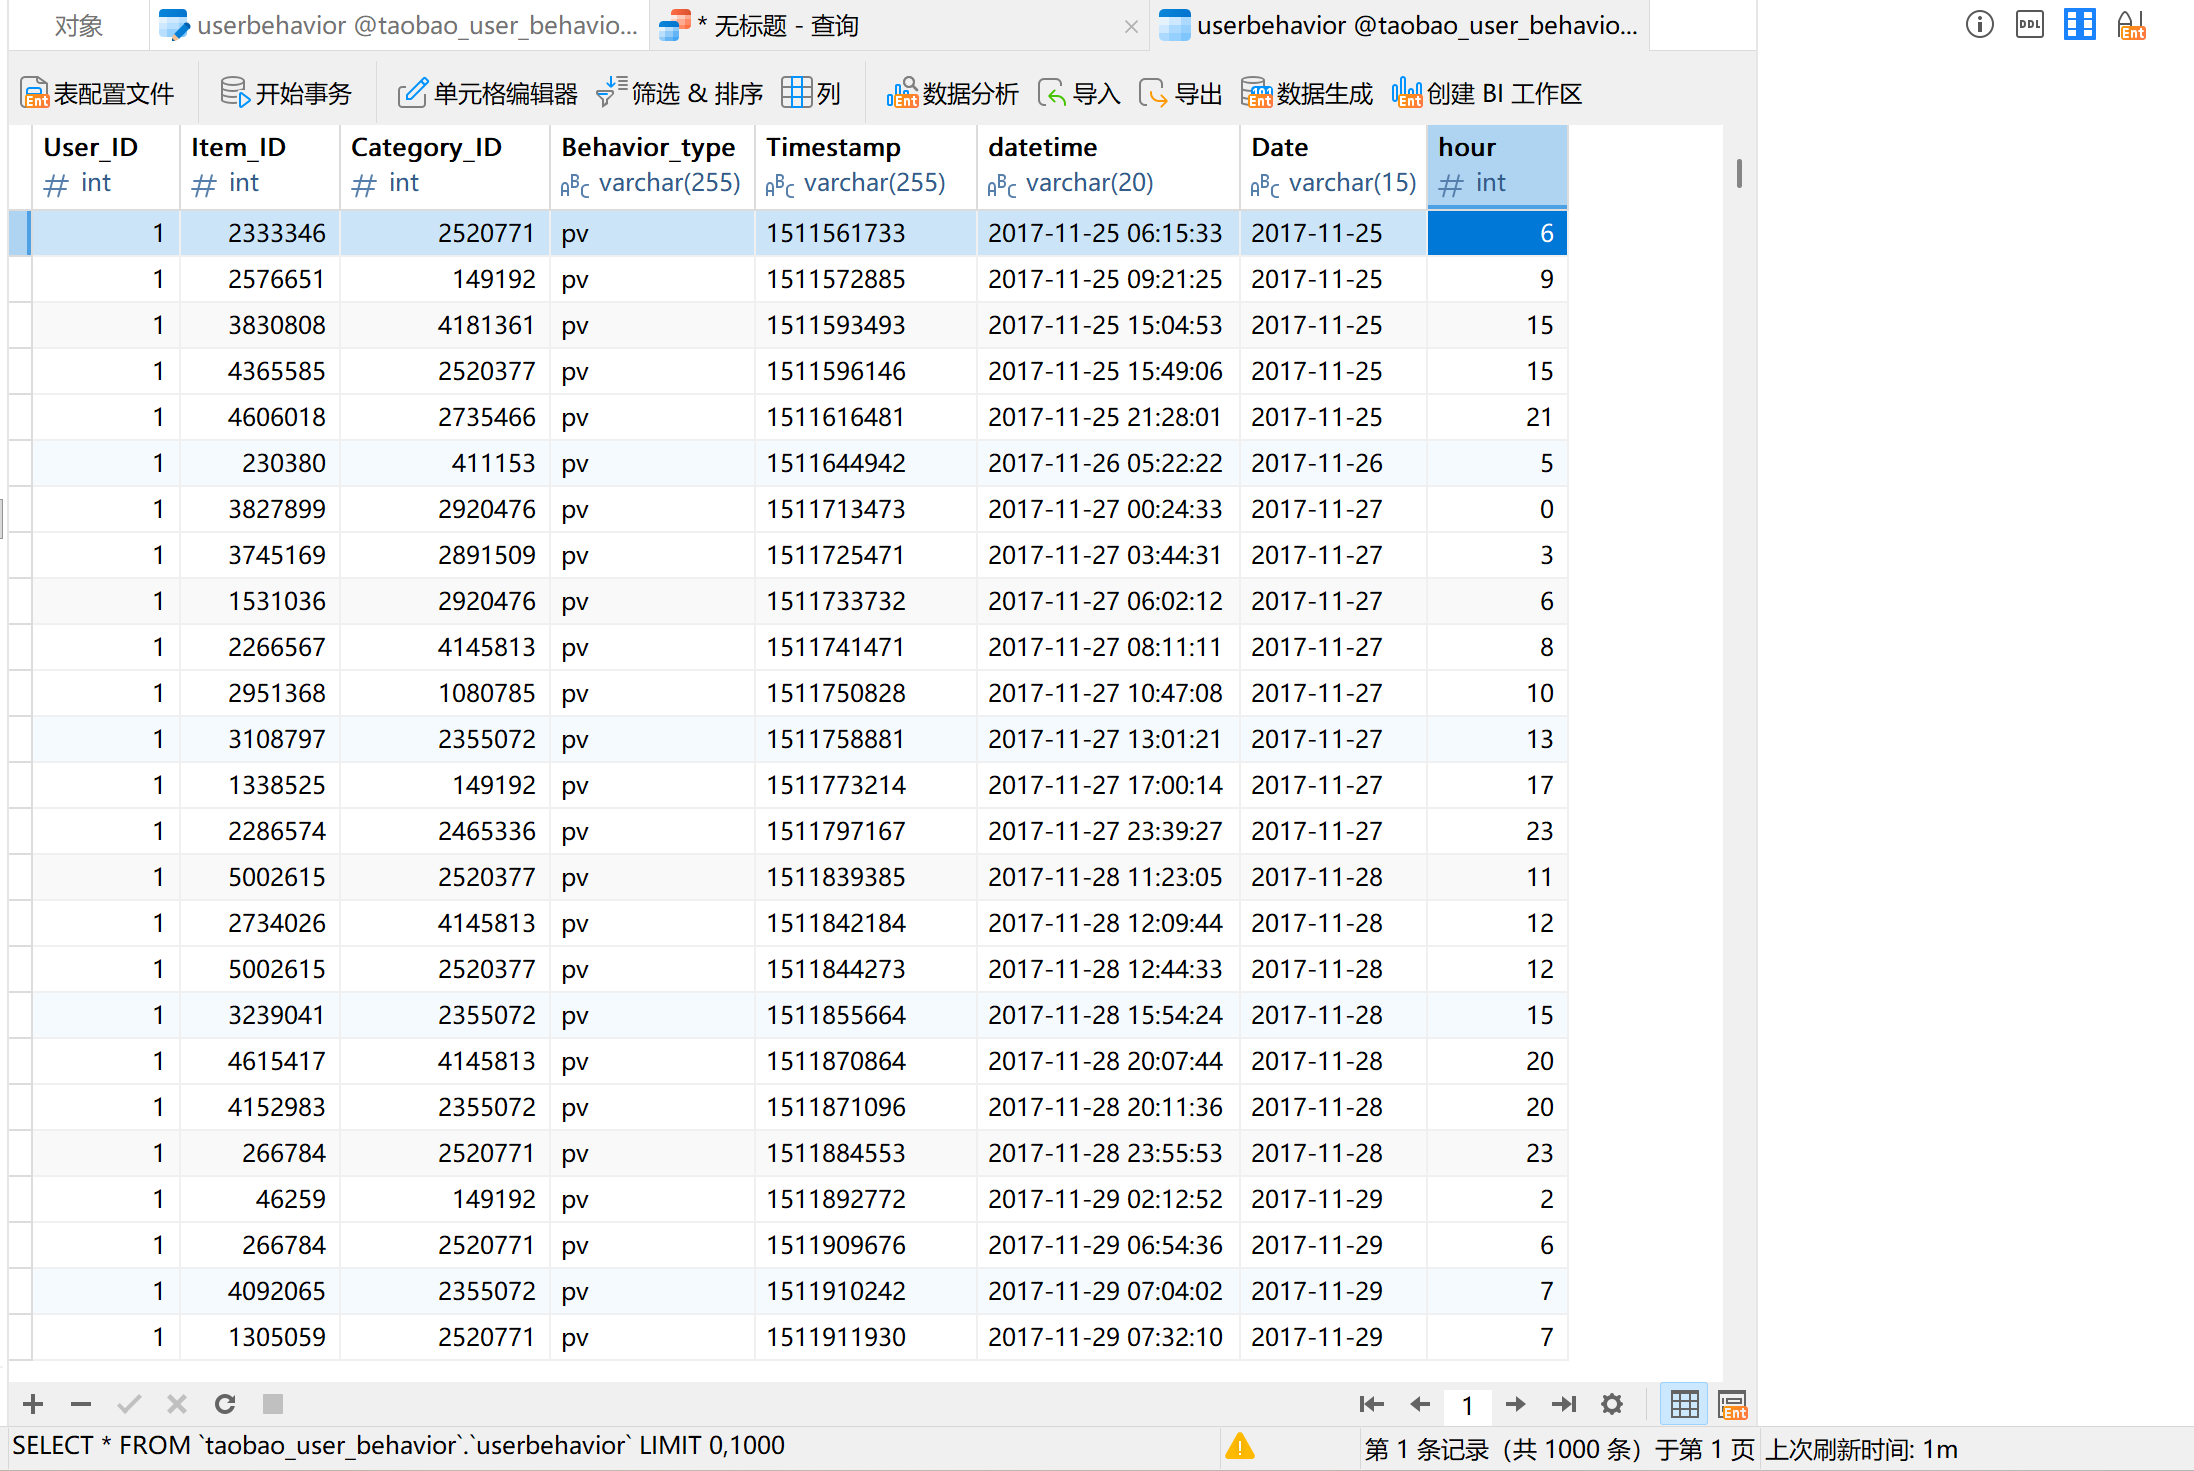 对象 userbehavior @taobao_user_behavio... * 无标题 - 查询 userbehavior @taobao_user_behavio... DDL Ent
Ent 表配置文件 开始事务 单元格编辑器 筛选 & 排序 列 Ent 数据分析 导入 导出 Ent 数据生成 Ent 创建 BI 工作区
User_ID Item_ID Category_ID Behavior_type Timestamp datetime Date hour
# int # int # int ABC varchar(255) ABC varchar(255) ABC varchar(20) ABC varchar(15) # int
1 2333346 2520771 pv 1511561733 2017-11-25 06:15:33 2017-11-25 6
1 2576651 149192 pv 1511572885 2017-11-25 09:21:25 2017-11-25 9
1 3830808 4181361 pv 1511593493 2017-11-25 15:04:53 2017-11-25 15
1 4365585 2520377 pv 1511596146 2017-11-25 15:49:06 2017-11-25 15
1 4606018 2735466 pv 1511616481 2017-11-25 21:28:01 2017-11-25 21
1 230380 411153 pv 1511644942 2017-11-26 05:22:22 2017-11-26 5
1 3827899 2920476 pv 1511713473 2017-11-27 00:24:33 2017-11-27 0
1 3745169 2891509 pv 1511725471 2017-11-27 03:44:31 2017-11-27 3
1 1531036 2920476 pv 1511733732 2017-11-27 06:02:12 2017-11-27 6
1 2266567 4145813 pv 1511741471 2017-11-27 08:11:11 2017-11-27 8
1 2951368 1080785 pv 1511750828 2017-11-27 10:47:08 2017-11-27 10
1 3108797 2355072 pv 1511758881 2017-11-27 13:01:21 2017-11-27 13
1 1338525 149192 pv 1511773214 2017-11-27 17:00:14 2017-11-27 17
1 2286574 2465336 pv 1511797167 2017-11-27 23:39:27 2017-11-27 23
1 5002615 2520377 pv 1511839385 2017-11-28 11:23:05 2017-11-28 11
1 2734026 4145813 pv 1511842184 2017-11-28 12:09:44 2017-11-28 12
1 5002615 2520377 pv 1511844273 2017-11-28 12:44:33 2017-11-28 12
1 3239041 2355072 pv 1511855664 2017-11-28 15:54:24 2017-11-28 15
1 4615417 4145813 pv 1511870864 2017-11-28 20:07:44 2017-11-28 20
1 4152983 2355072 pv 1511871096 2017-11-28 20:11:36 2017-11-28 20
1 266784 2520771 pv 1511884553 2017-11-28 23:55:53 2017-11-28 23
1 46259 149192 pv 1511892772 2017-11-29 02:12:52 2017-11-29 2
1 266784 2520771 pv 1511909676 2017-11-29 06:54:36 2017-11-29 6
1 4092065 2355072 pv 1511910242 2017-11-29 07:04:02 2017-11-29 7
1 1305059 2520771 pv 1511911930 2017-11-29 07:32:10 2017-11-29 7
1 Ent
SELECT * FROM `taobao_user_behavior`.`userbehavior` LIMIT 0,1000 第 1 条记录（共 1000 条）于第 1 页 上次刷新时间: 1m